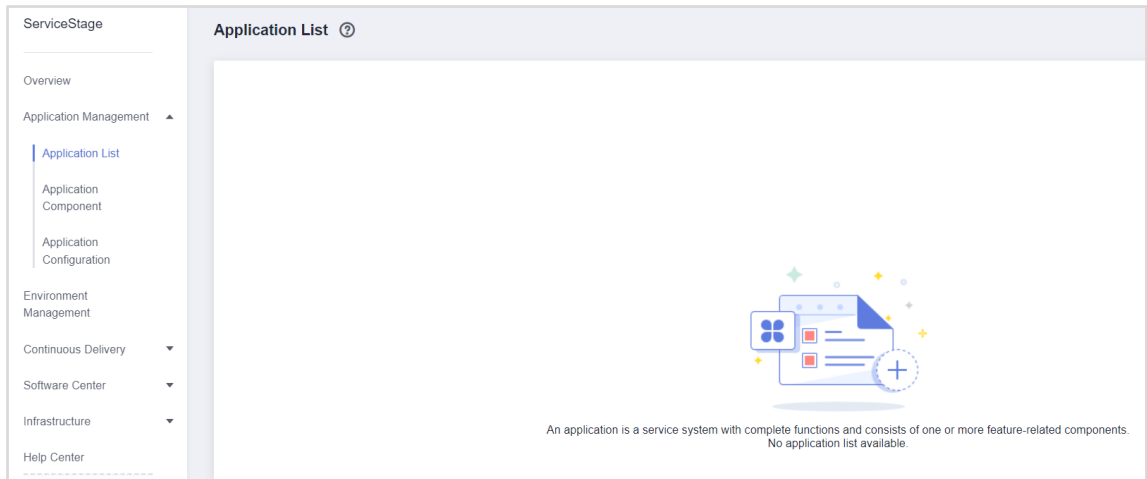 ServiceStage
Overview
Application Management
Application List
Application
Component
Application
Configuration
Environment
Management
Continuous Delivery
Software Center
Infrastructure
Help Center
Application List ?
An application is a service system with complete functions and consists of one or more feature-related components.
No application list available.